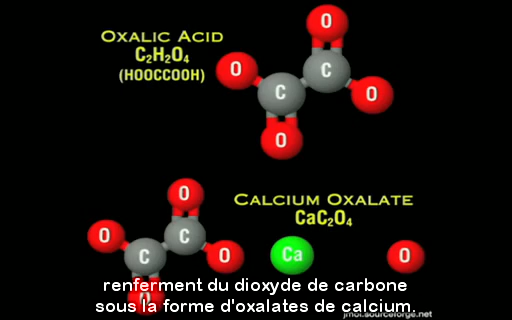 OXALIC ACID
C₂H₂O₄
(HOOCCOOH)
O
O
C
C
O
O
CALCIUM OXALATE
CaC₂O₄
O
O
C
C
O
Ca
O
O
renferment du dioxyde de carbone
sous la forme d'oxalates de calcium.
jmol.sourceforge.net